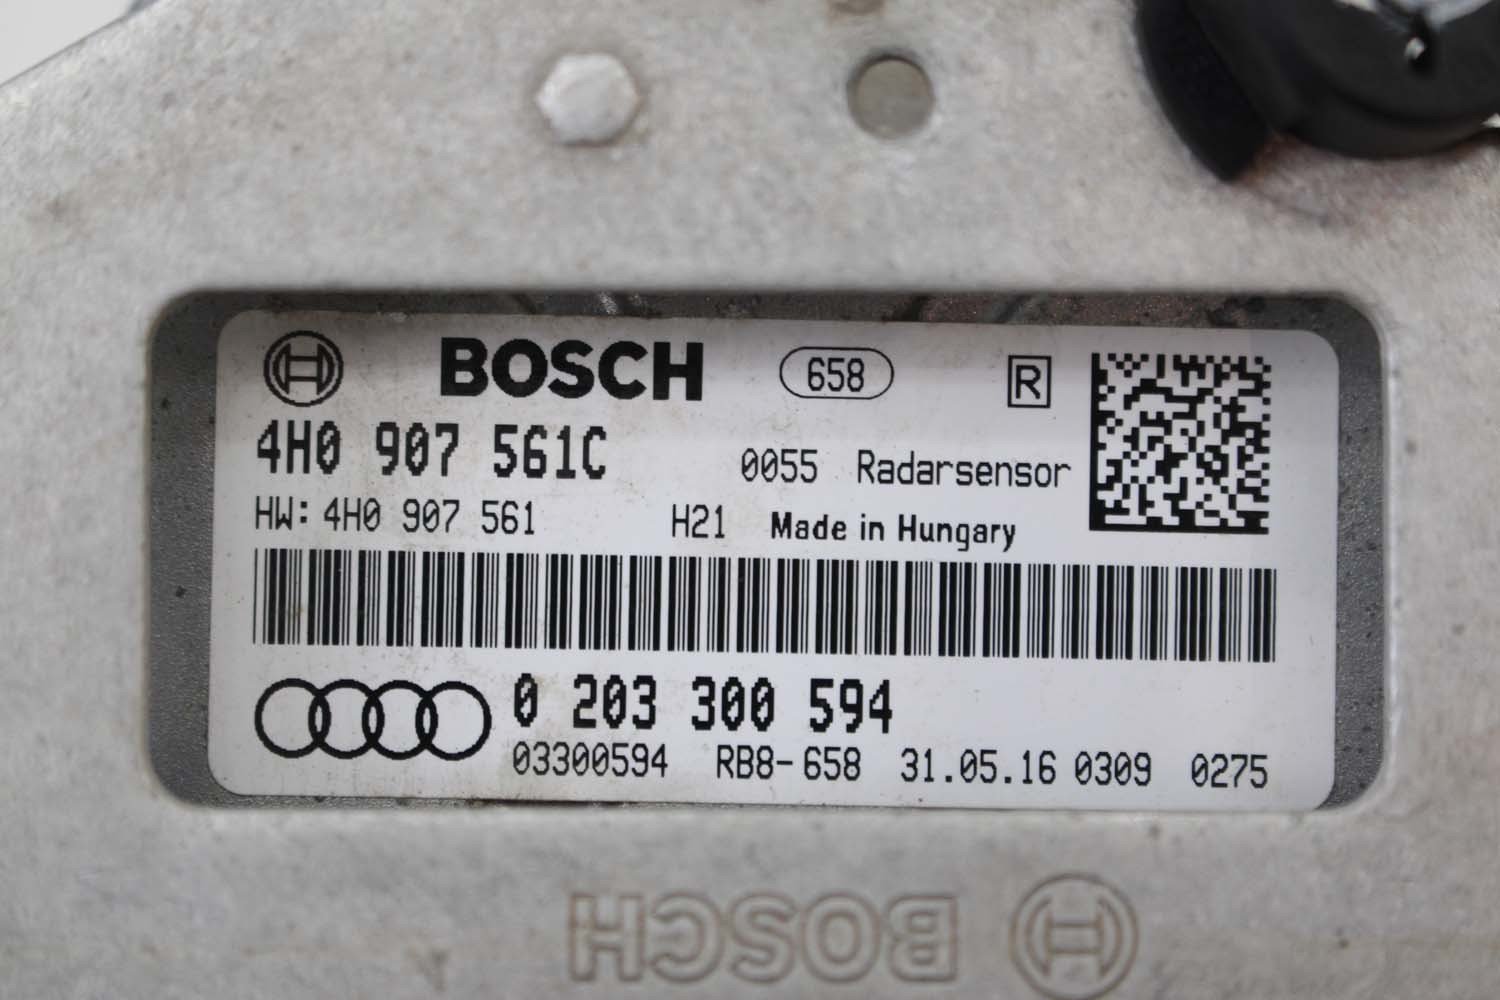 BOSCH 658 R
4H0 907 561C 0055 Radarsensor
HW: 4H0 907 561 H21 Made in Hungary
0 203 300 594
03300594 RB8-658 31.05.16 0309 0275
BOSCH